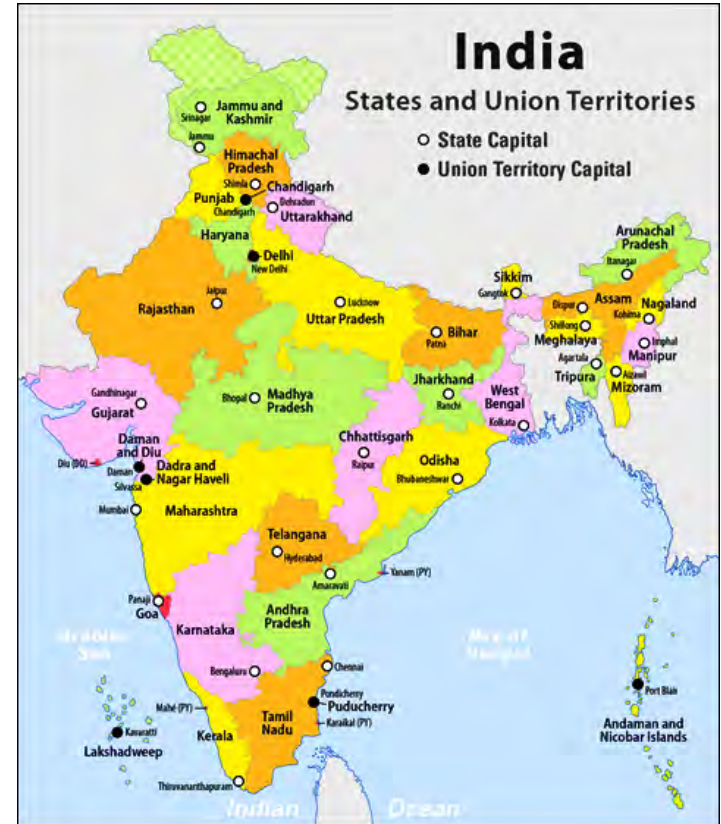 India
States and Union Territories
State Capital
Union Territory Capital
Jammu and
Kashmir
Srinagar
Jammu
Himachal
Pradesh
Shimla
Chandigarh
Punjab
Chandigarh
Dehradun
Uttarakhand
Haryana
Delhi
New Delhi
Arunachal
Pradesh
Itanagar
Sikkim
Gangtok
Dispur
Assam
Nagaland
Kohima
Jaipur
Rajasthan
Lucknow
Uttar Pradesh
Bihar
Patna
Shillong
Meghalaya
Imphal
Manipur
Agartala
Tripura
Aizawl
Mizoram
Gandhinagar
Gujarat
Bhopal
Madhya
Pradesh
Jharkhand
Ranchi
West
Bengal
Kolkata
Daman
and Diu
Diu (DD)
Daman
Silvassa
Dadra and
Nagar Haveli
Chhattisgarh
Raipur
Odisha
Bhubaneshwar
Mumbai
Maharashtra
Telangana
Hyderabad
Amaravati
Yanam (PY)
Panaji
Goa
Karnataka
Andhra
Pradesh
Arabian
Sea
Bay of
Bengal
Bengaluru
Chennai
Pondicherry
Puducherry
Mahé (PY)
Karaikal (PY)
Tamil
Nadu
Kerala
Kavaratti
Lakshadweep
Port Blair
Andaman and
Nicobar Islands
Thiruvananthapuram
Indian Ocean